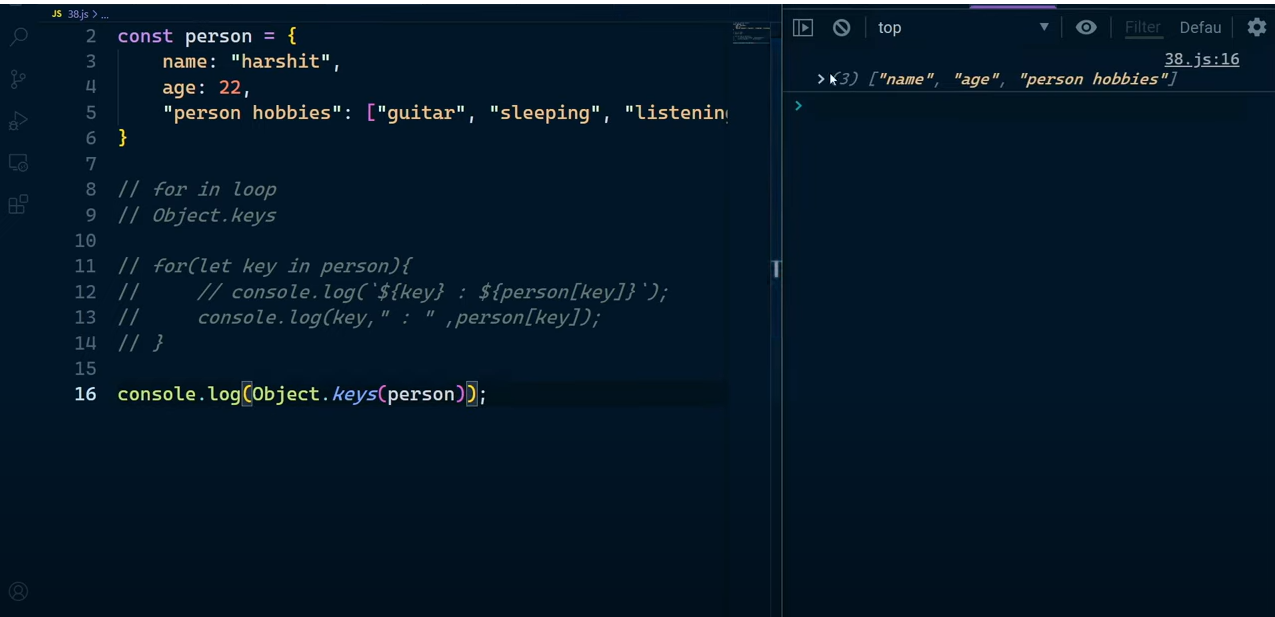 JS 38.js > ...
2 const person = {
3 name: "harshit",
4 age: 22,
5 "person hobbies": ["guitar", "sleeping", "listening
6 }
7
8 // for in loop
9 // Object.keys
10
11 // for(let key in person){
12 // // console.log(`${key} : ${person[key]}`);
13 // console.log(key," : " ,person[key]);
14 // }
15
16 console.log(Object.keys(person));
top Filter Defau
38.js:16
(3) ["name", "age", "person hobbies"]
>